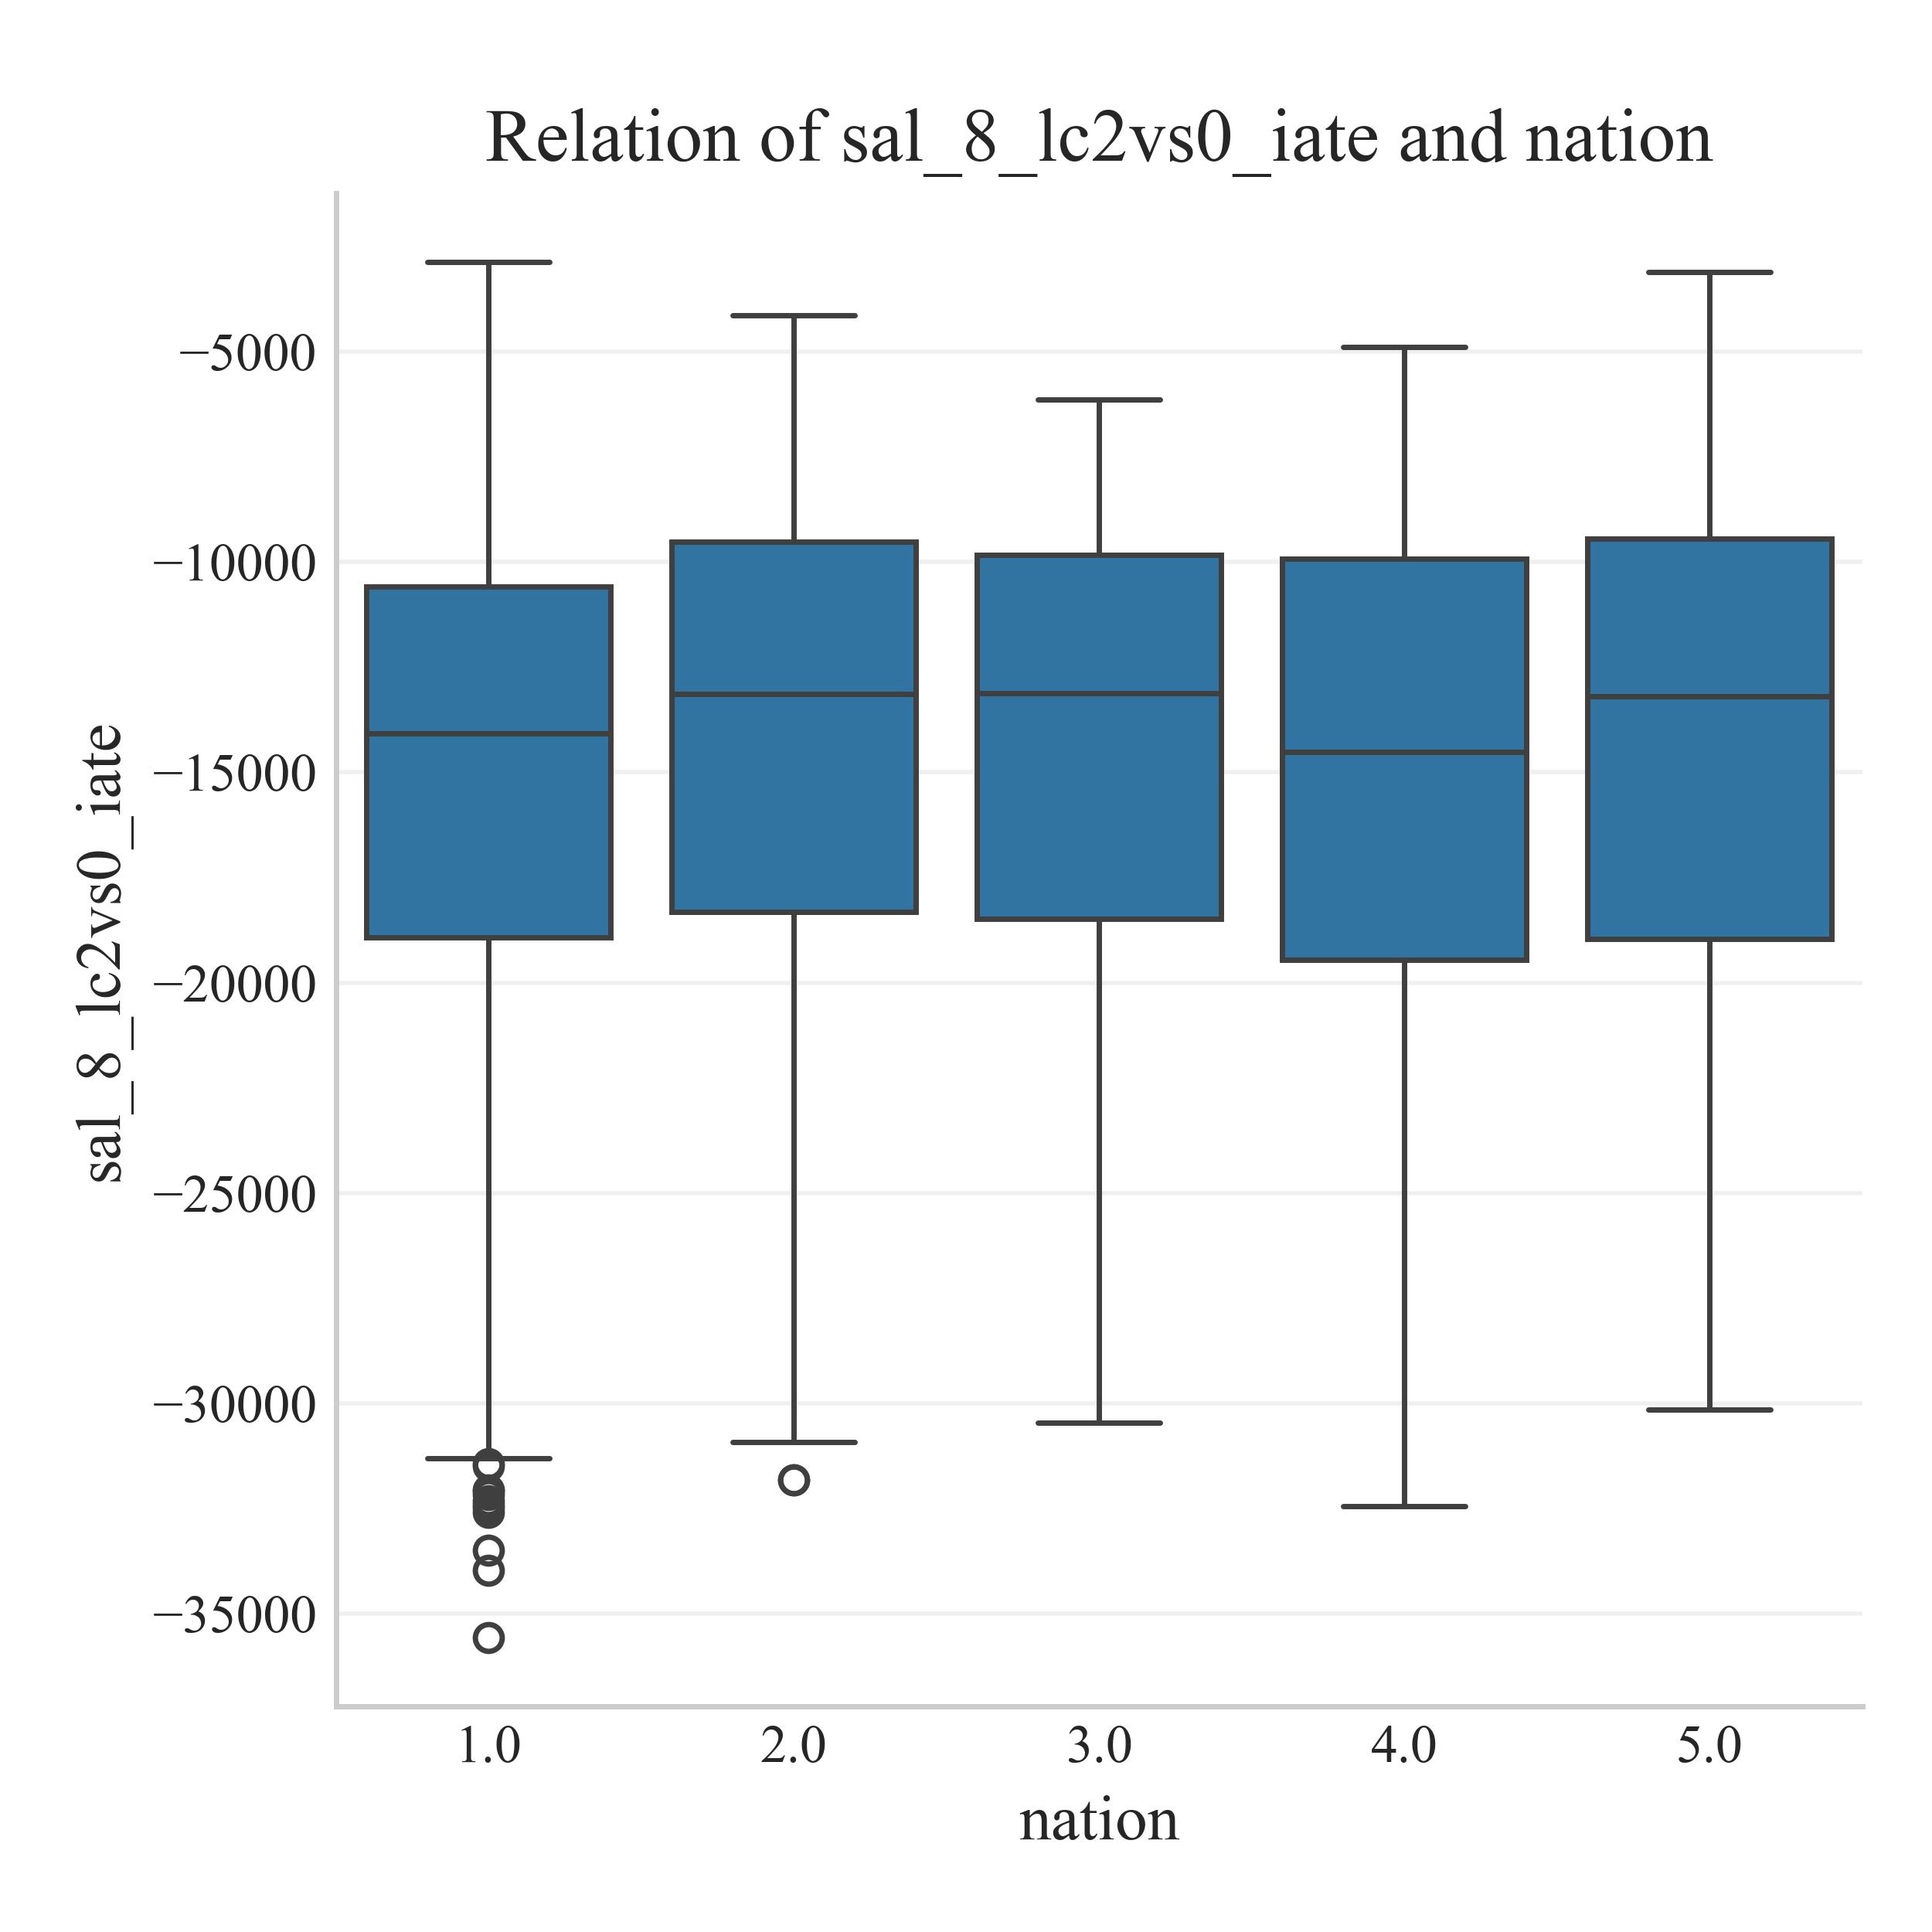 Relation of sal_8_lc2vs0_iate and nation
sal_8_lc2vs0_iate
−5000
−10000
−15000
−20000
−25000
−30000
−35000
1.0 2.0 3.0 4.0 5.0
nation